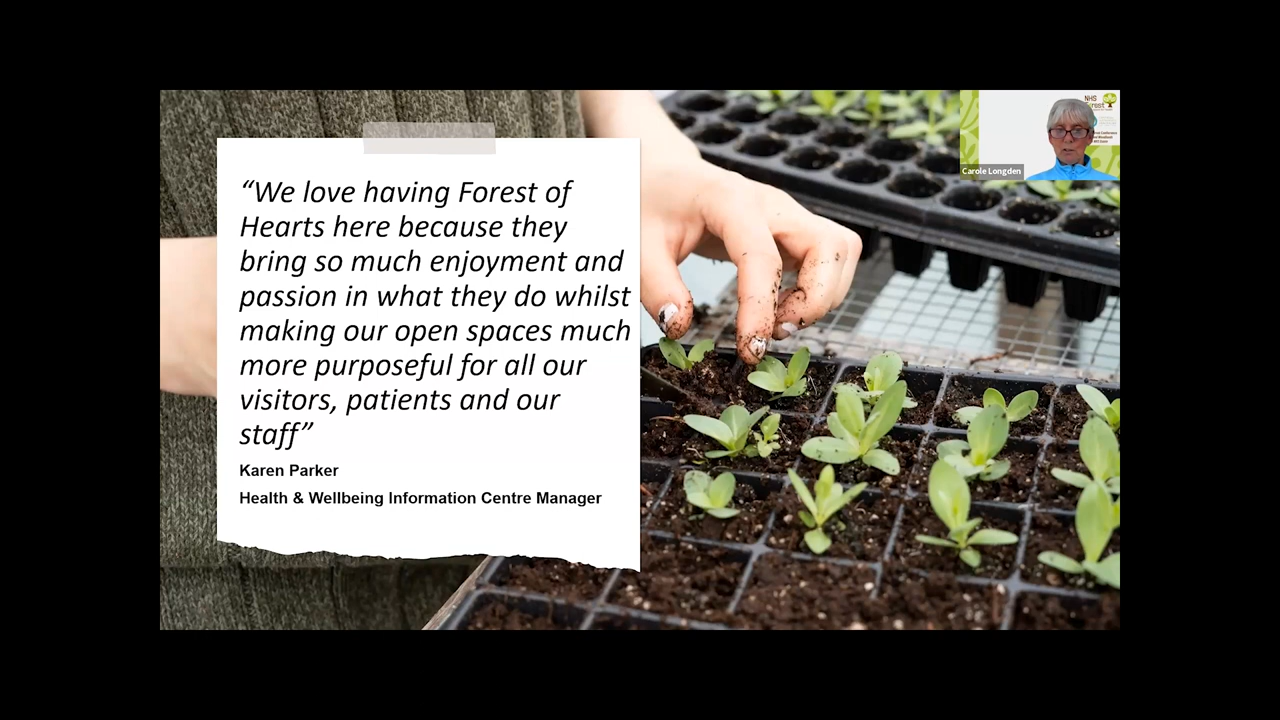 “We love having Forest of
Hearts here because they
bring so much enjoyment and
passion in what they do whilst
making our open spaces much
more purposeful for all our
visitors, patients and our
staff”
Karen Parker
Health & Wellbeing Information Centre Manager
NHS
Forest
Carole Longden